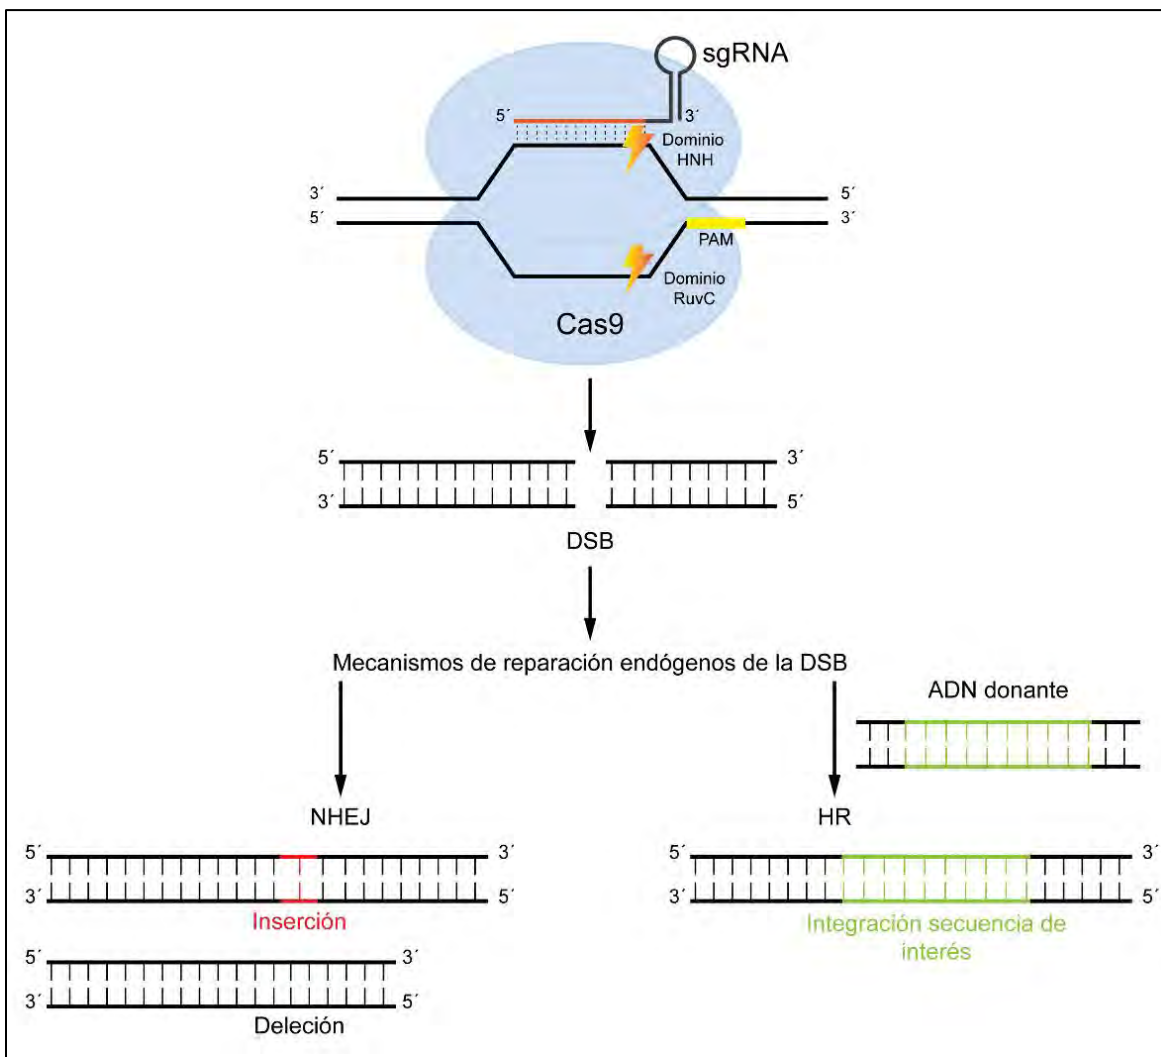 sgRNA
5´ 3´
Dominio
HNH
3´ 5´
5´ 3´
PAM
Dominio
RuvC
Cas9
5´ 3´
3´ 5´
DSB
Mecanismos de reparación endógenos de la DSB
ADN donante
NHEJ
HR
5´ 3´
3´ 5´
Inserción
5´ 3´
3´ 5´
Deleción
5´ 3´
3´ 5´
Integración secuencia de
interés